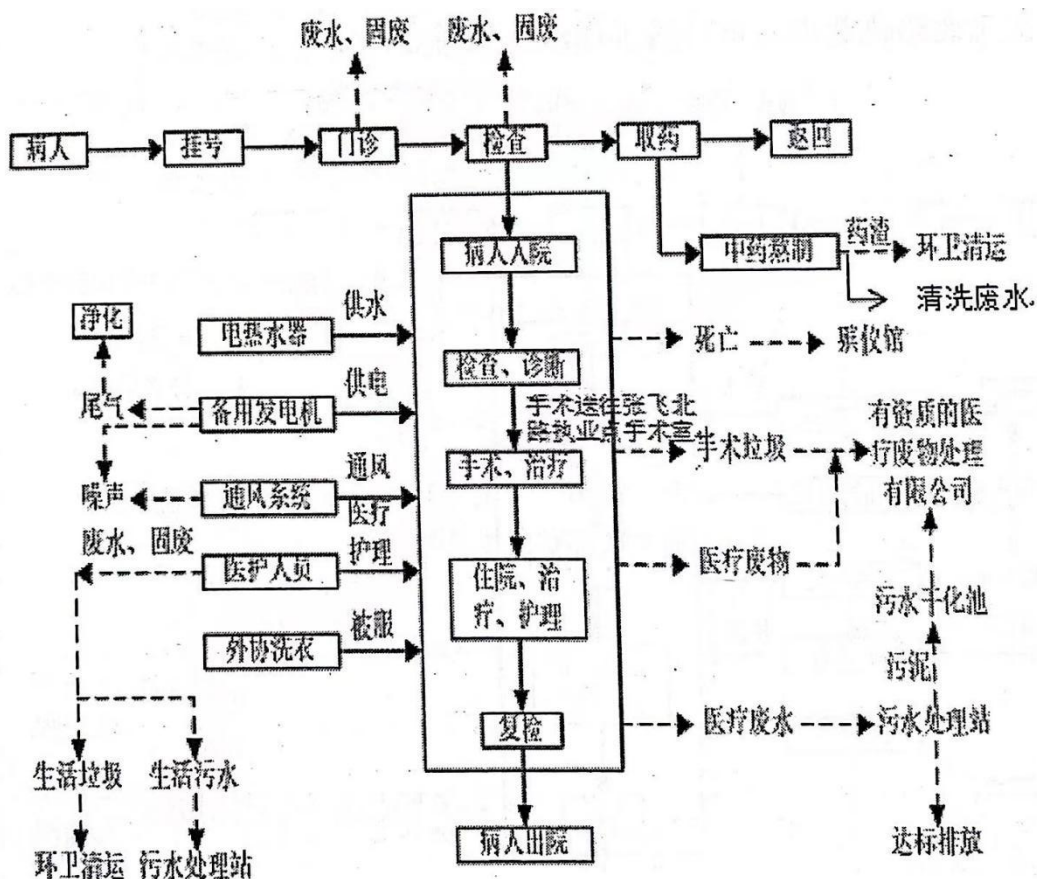 废水、固废
废水、固废
病人
挂号
门诊
检查
取药
返回
病人入院
中药熬制
药渣
环卫清运
清洗废水
净化
电热水器
供水
检查、诊断
死亡
殡仪馆
尾气
备用发电机
供电
手术送往张飞北
路执业点手术室
手术、治疗
手术垃圾
有资质的医
疗废物处理
有限公司
噪声
通风系统
通风
医疗
护理
废水、固废
医护人员
住院、治
疗、护理
医疗废物
污水干化池
外协洗衣
被服
污泥
复检
医疗废水
污水处理站
生活垃圾
生活污水
病人出院
达标排放
环卫清运
污水处理站